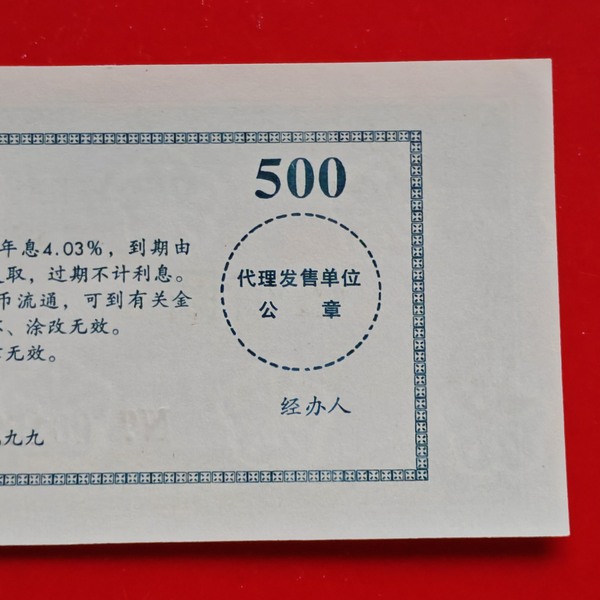 500
年息4.03%，到期由
取，过期不计利息。
币流通，可到有关金
、涂改无效。
无效。
九九
代理发售单位
公 章
经办人